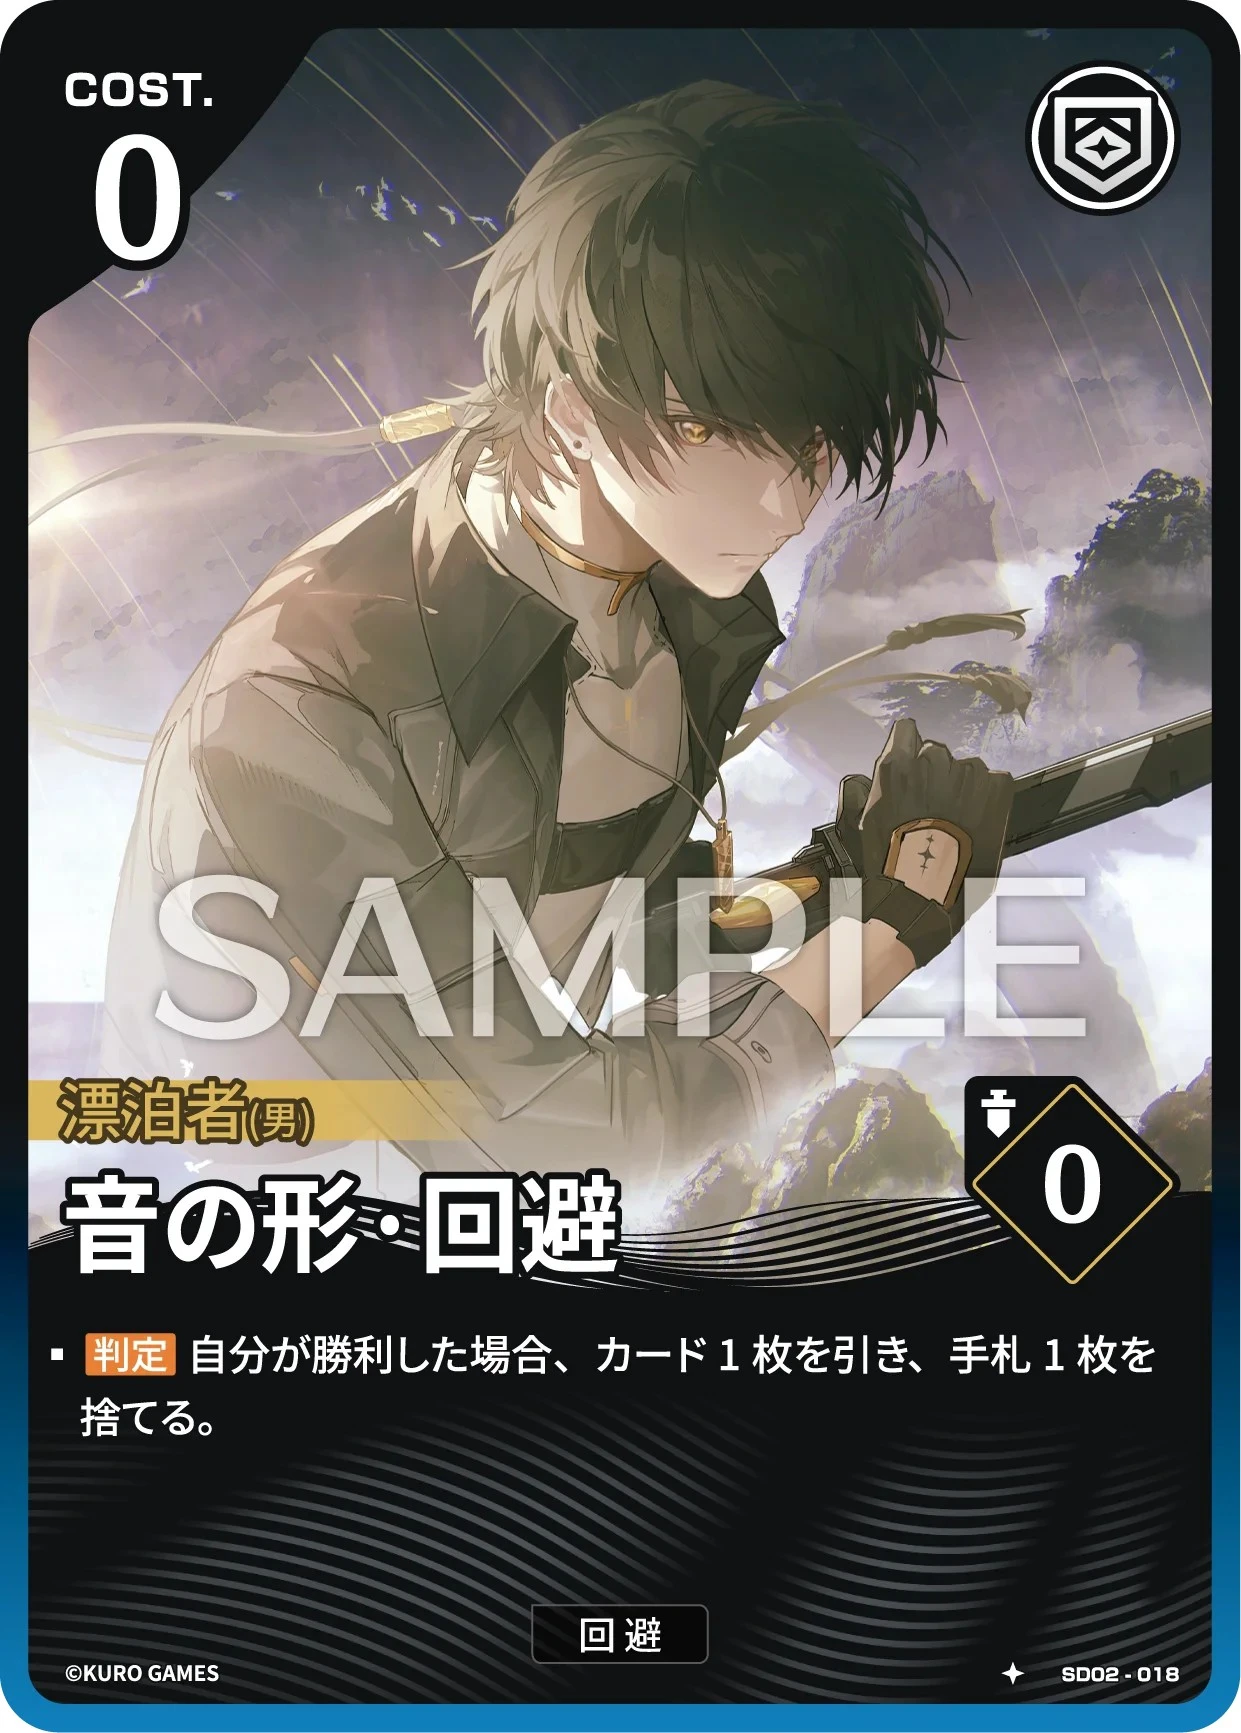 COST.
0
SAMPLE
漂泊者(男)
0
音の形・回避
▪ 判定 自分が勝利した場合、カード1枚を引き、手札1枚を
捨てる。
回避
©KURO GAMES
SD02-018